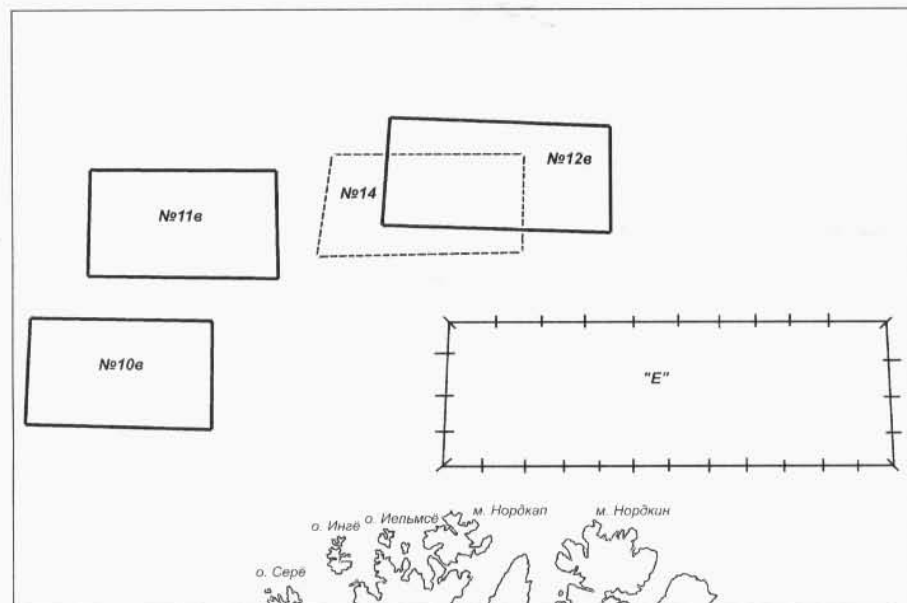 №12в
№14
№11в
№10в
"Е"
о. Ингё
о. Иельмсё
м. Нордкап
м. Нордкин
о. Серё